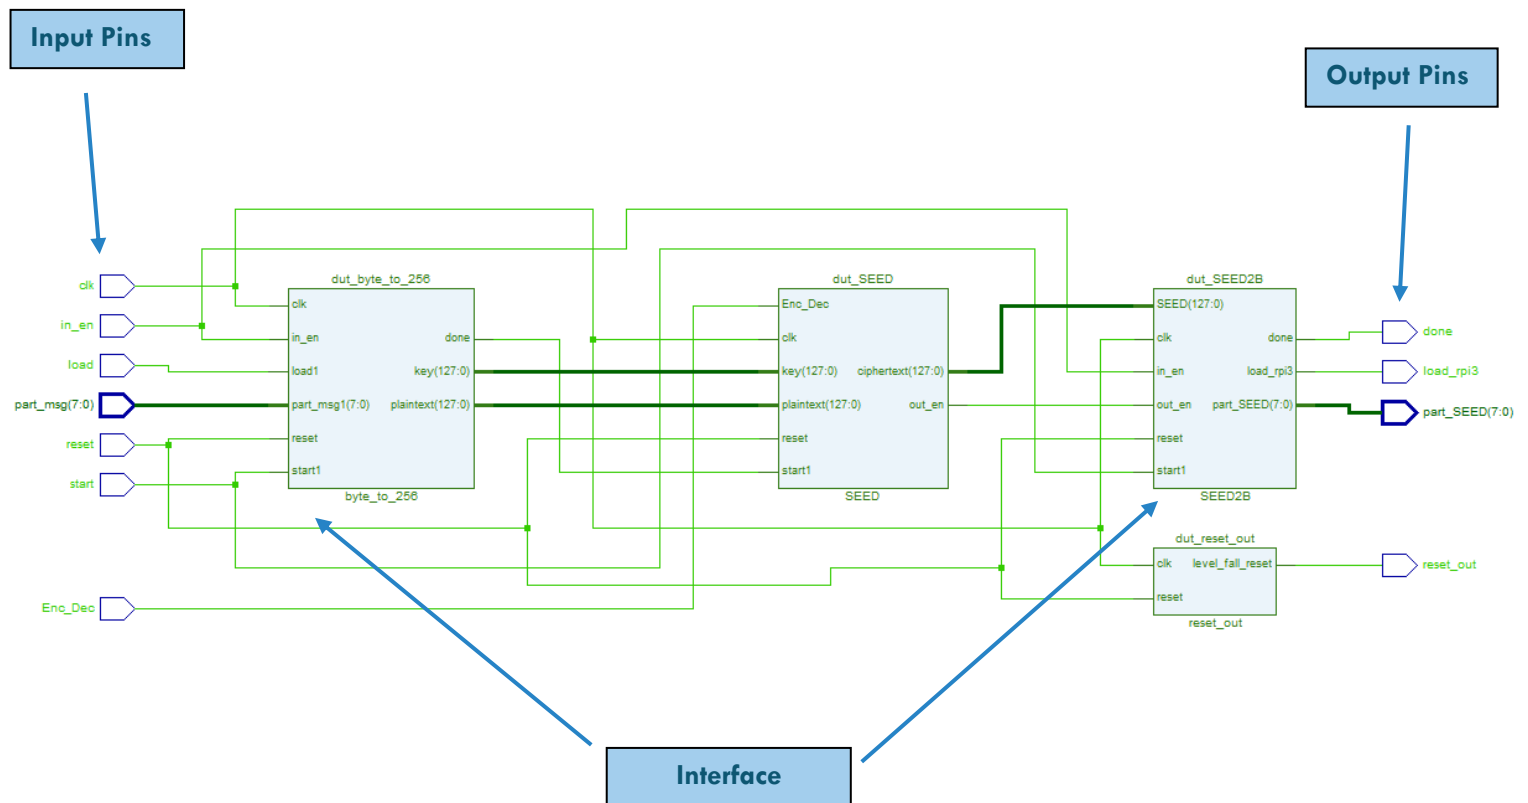 Input Pins
Output Pins
clk
in_en
load
part_msg(7:0)
reset
start
Enc_Dec
dut_byte_to_256
clk
in_en
load1
part_msg1(7:0)
reset
start1
done
key(127:0)
plaintext(127:0)
byte_to_256
dut_SEED
Enc_Dec
clk
key(127:0)
plaintext(127:0)
reset
start1
ciphertext(127:0)
out_en
SEED
dut_SEED2B
SEED(127:0)
clk
in_en
out_en
reset
start1
done
load_rpi3
part_SEED(7:0)
SEED2B
dut_reset_out
clk
level_fall_reset
reset
reset_out
done
load_rpi3
part_SEED(7:0)
reset_out
Interface